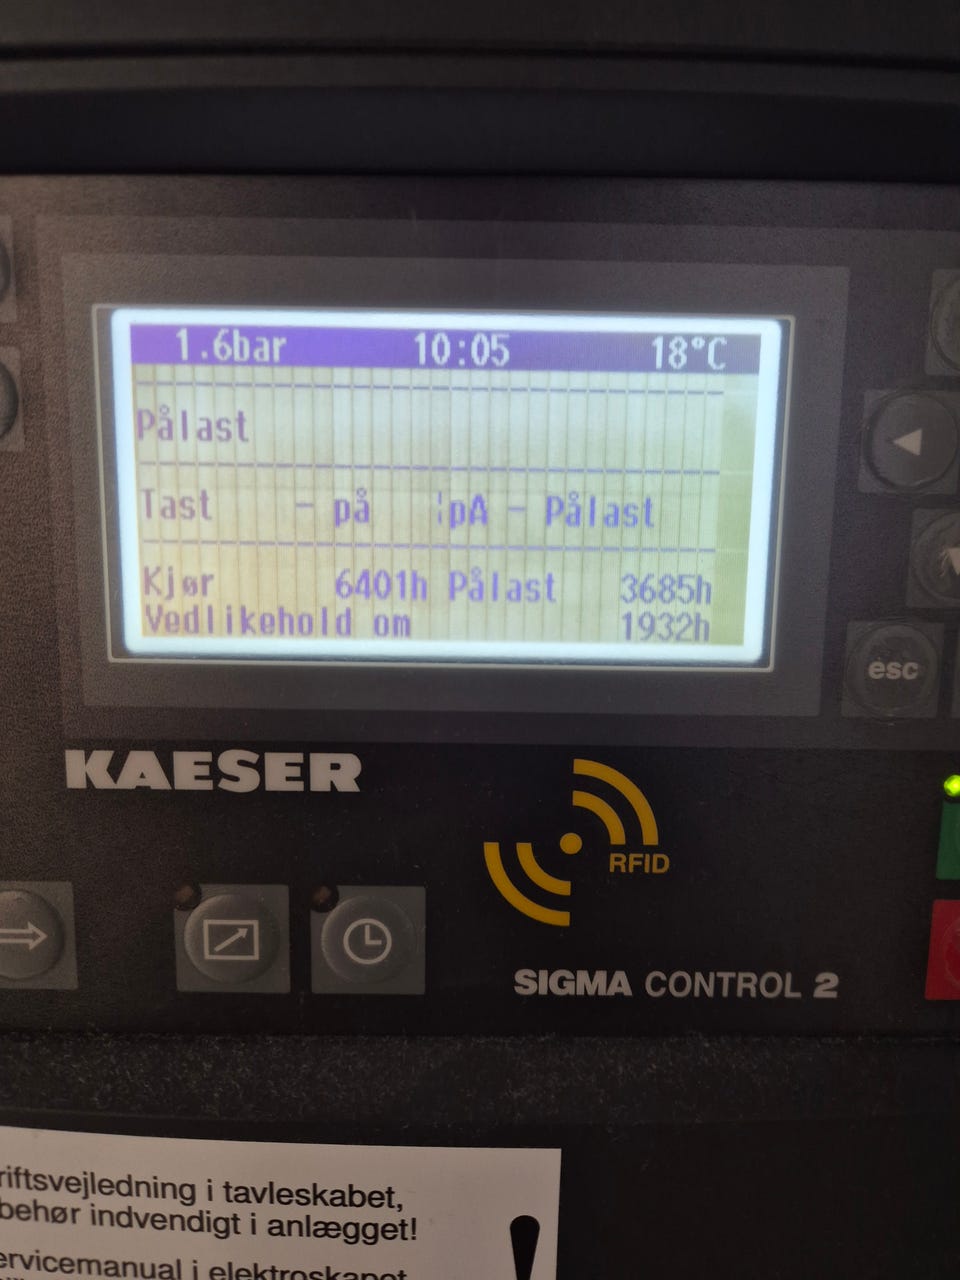 1.6bar 10:05 18°C
Pålast
Tast - på ¦pA - Pålast
Kjør 6401h Pålast 3685h
Vedlikehold om 1932h
esc
KAESER
RFID
SIGMA CONTROL 2
riftsvejledning i tavleskabet,
behør indvendigt i anlægget!
ervicemanual i elektroskapet
!